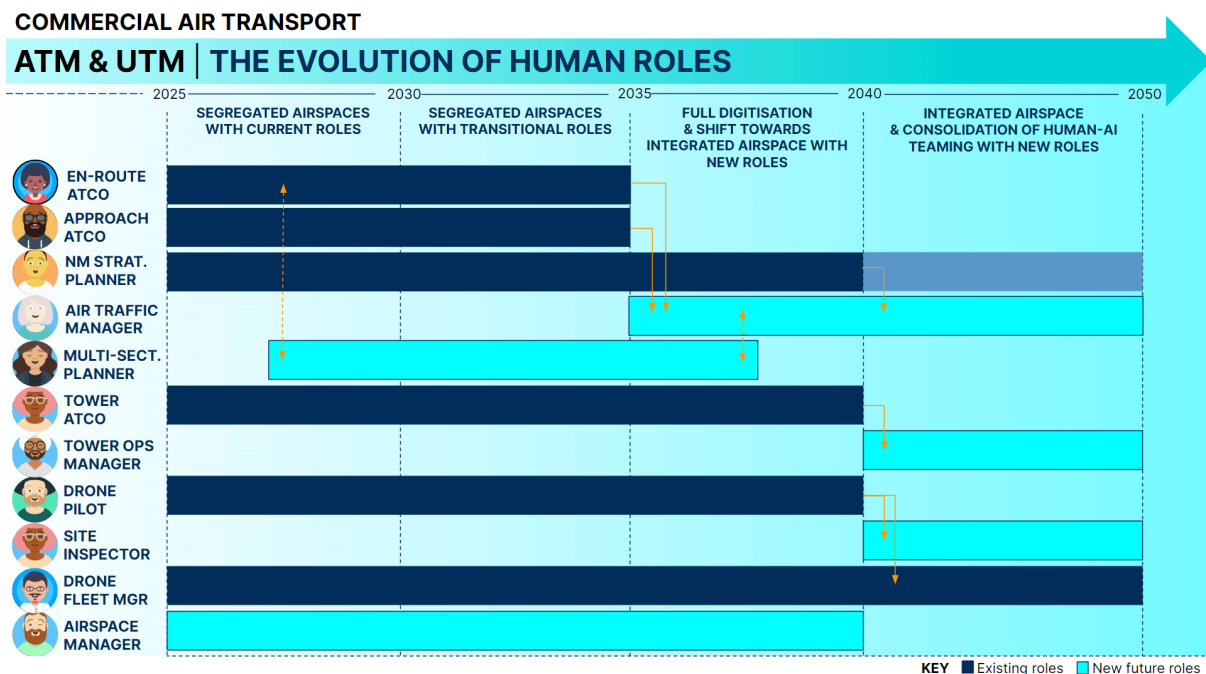 COMMERCIAL AIR TRANSPORT
ATM & UTM | THE EVOLUTION OF HUMAN ROLES
2025 2030 2035 2040 2050
SEGREGATED AIRSPACES
WITH CURRENT ROLES
SEGREGATED AIRSPACES
WITH TRANSITIONAL ROLES
FULL DIGITISATION
& SHIFT TOWARDS
INTEGRATED AIRSPACE WITH
NEW ROLES
INTEGRATED AIRSPACE
& CONSOLIDATION OF HUMAN-AI
TEAMING WITH NEW ROLES
EN-ROUTE
ATCO
APPROACH
ATCO
NM STRAT.
PLANNER
AIR TRAFFIC
MANAGER
MULTI-SECT.
PLANNER
TOWER
ATCO
TOWER OPS
MANAGER
DRONE
PILOT
SITE
INSPECTOR
DRONE
FLEET MGR
AIRSPACE
MANAGER
KEY Existing roles New future roles